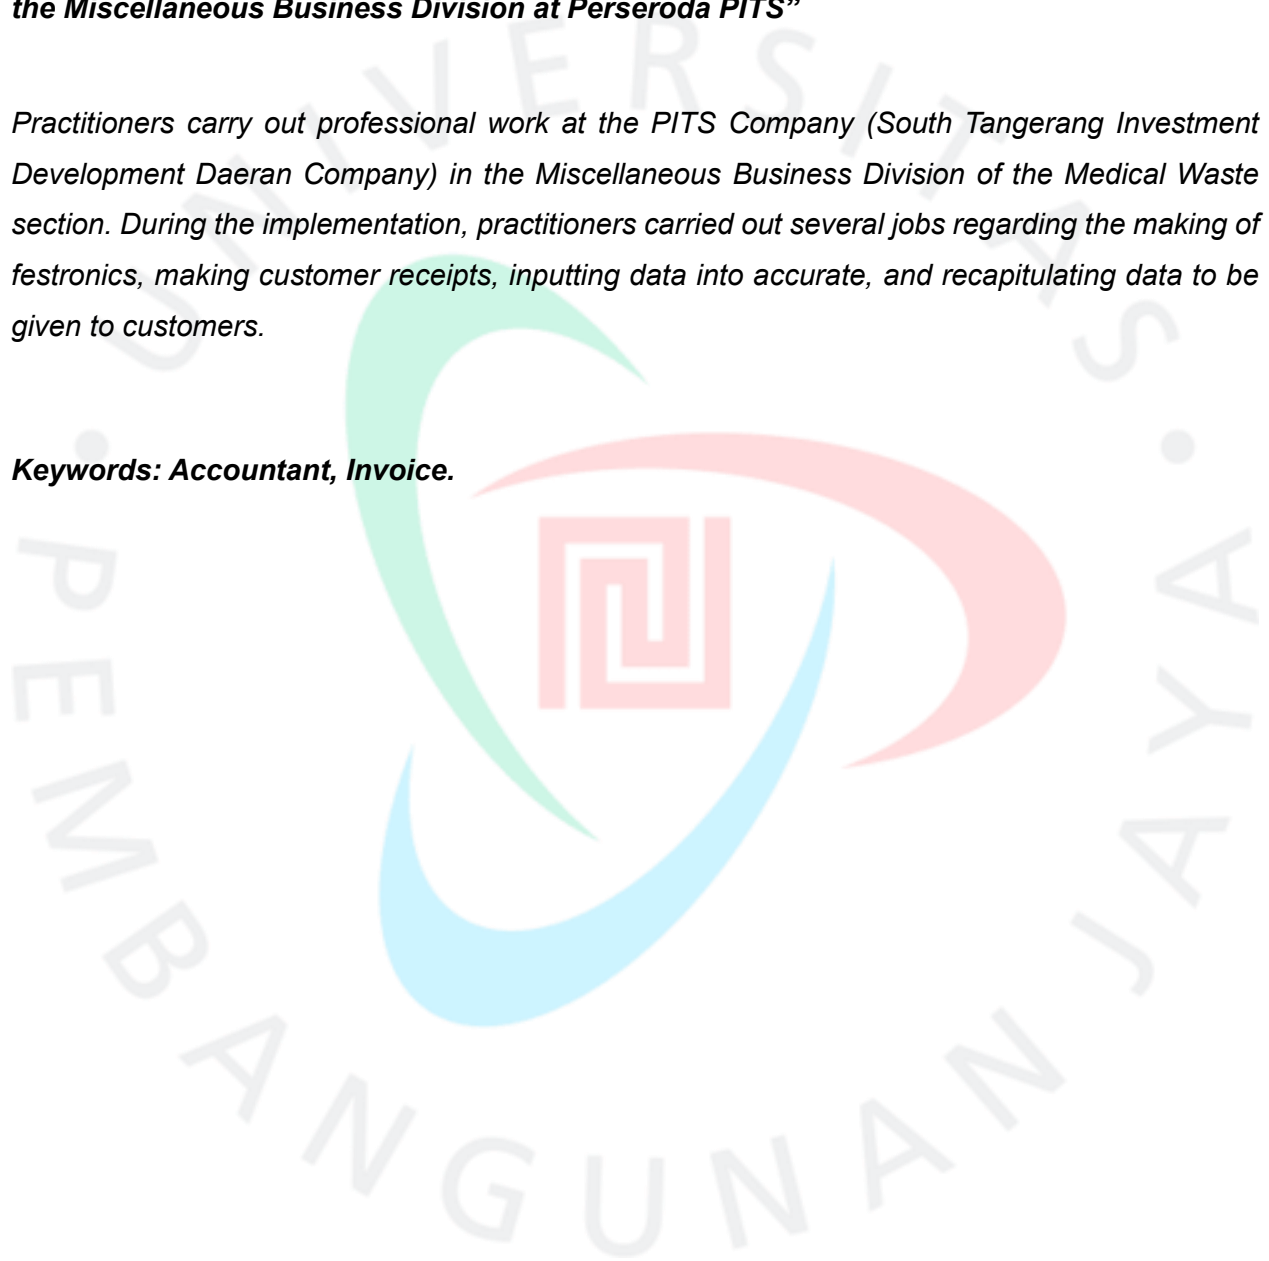 the Miscellaneous Business Division at Perseroda PITS”
Practitioners carry out professional work at the PITS Company (South Tangerang Investment
Development Daeran Company) in the Miscellaneous Business Division of the Medical Waste
section. During the implementation, practitioners carried out several jobs regarding the making of
festronics, making customer receipts, inputting data into accurate, and recapitulating data to be
given to customers.
Keywords: Accountant, Invoice.
UNIVERSITAS
PEMBANGUNAN JAYA